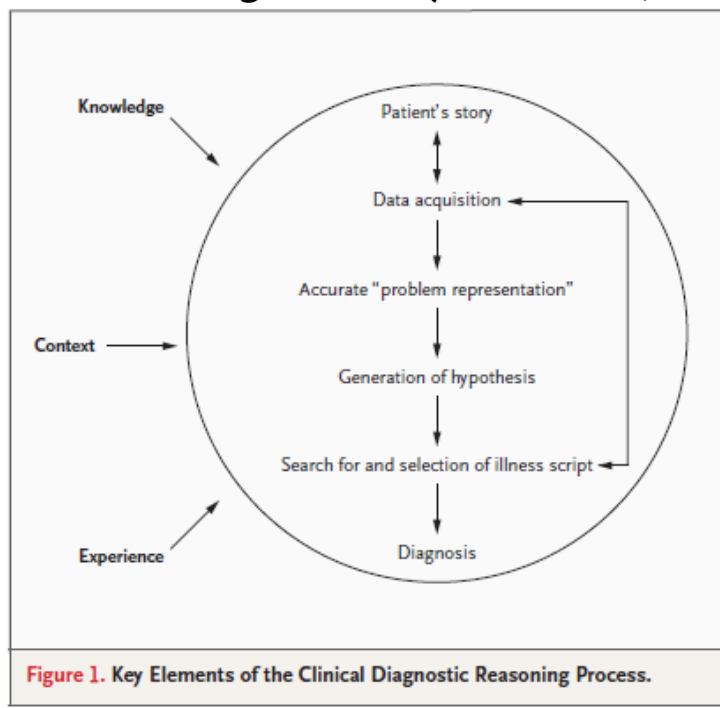 Knowledge
Patient's story
Data acquisition
Accurate "problem representation"
Context
Generation of hypothesis
Search for and selection of illness script
Experience
Diagnosis
Figure 1. Key Elements of the Clinical Diagnostic Reasoning Process.